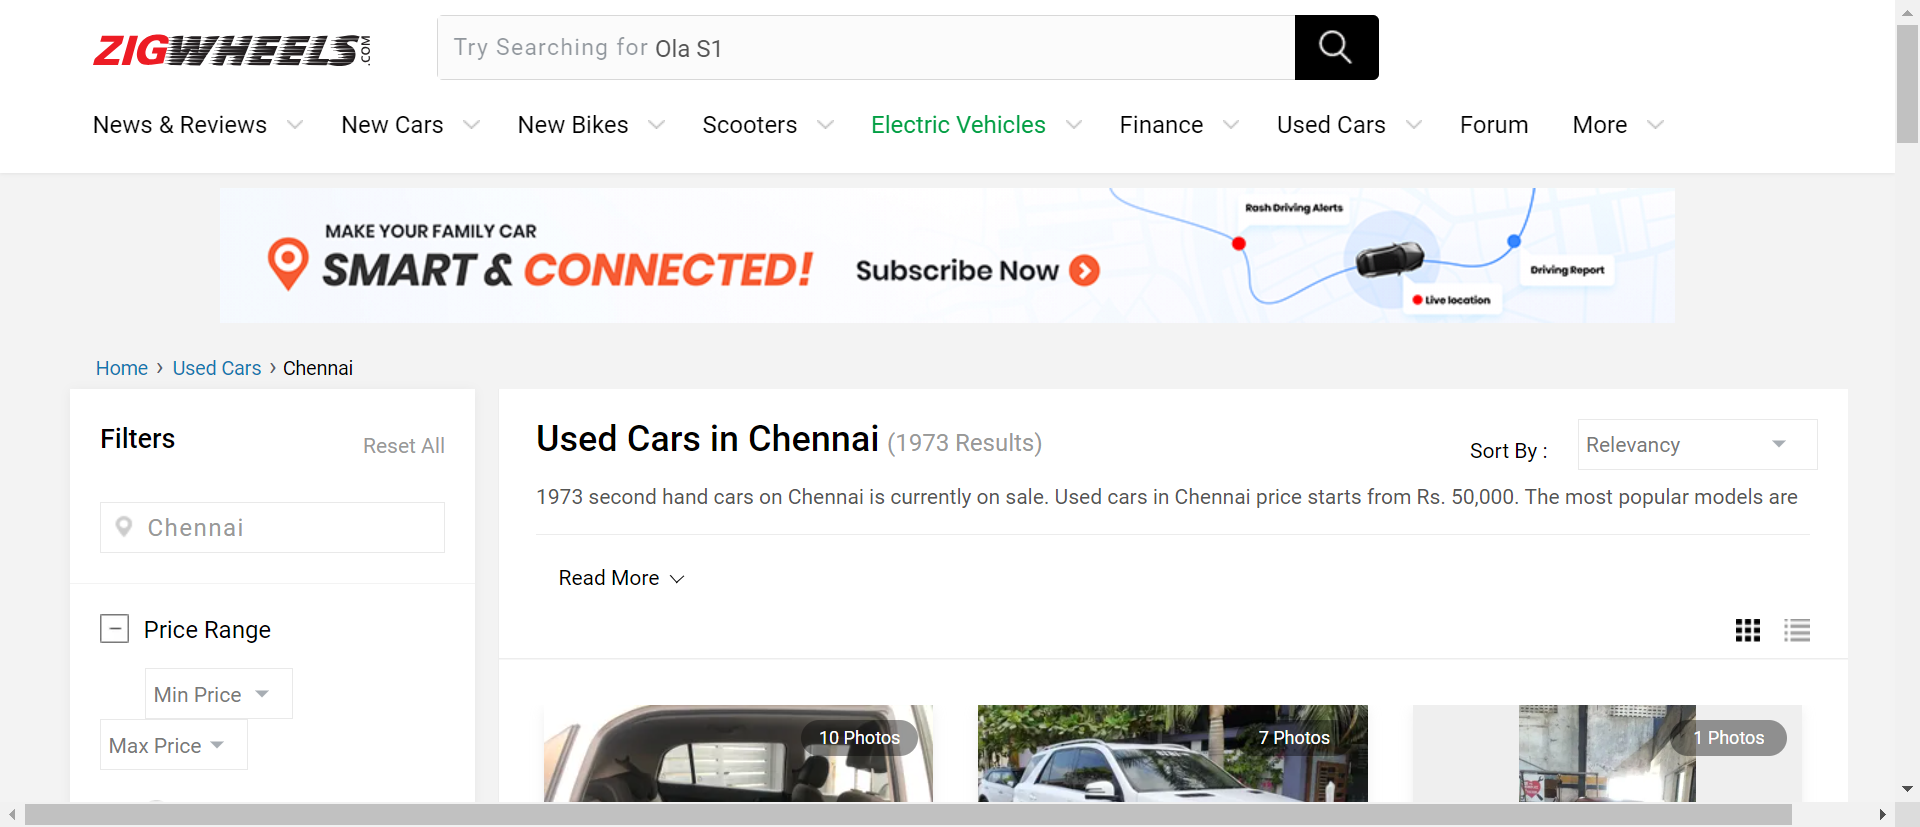 ZIGWHEELS.COM
Try Searching for Ola S1
News & Reviews New Cars New Bikes Scooters Electric Vehicles Finance Used Cars Forum More
MAKE YOUR FAMILY CAR
SMART & CONNECTED!
Subscribe Now
Rash Driving Alerts
Driving Report
Live location
Home › Used Cars › Chennai
Filters
Reset All
Chennai
Price Range
Min Price
Max Price
Used Cars in Chennai (1973 Results)
Sort By : Relevancy
1973 second hand cars on Chennai is currently on sale. Used cars in Chennai price starts from Rs. 50,000. The most popular models are
Read More
10 Photos
7 Photos
1 Photos